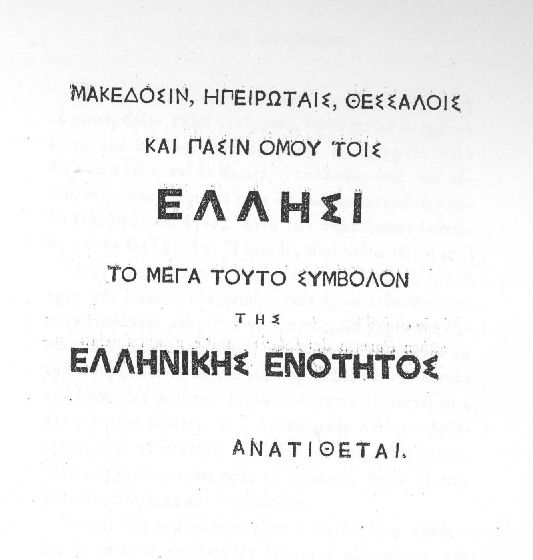 ΜΑΚΕΔΟΣΙΝ, ΗΠΕΙΡΩΤΑΙΣ, ΘΕΣΣΑΛΟΙΣ
ΚΑΙ ΠΑΣΙΝ ΟΜΟΥ ΤΟΙΣ
ΕΛΛΗΣΙ
ΤΟ ΜΕΓΑ ΤΟΥΤΟ ΣΥΜΒΟΛΟΝ
ΤΗΣ
ΕΛΛΗΝΙΚΗΣ ΕΝΟΤΗΤΟΣ
ΑΝΑΤΙΘΕΤΑΙ.